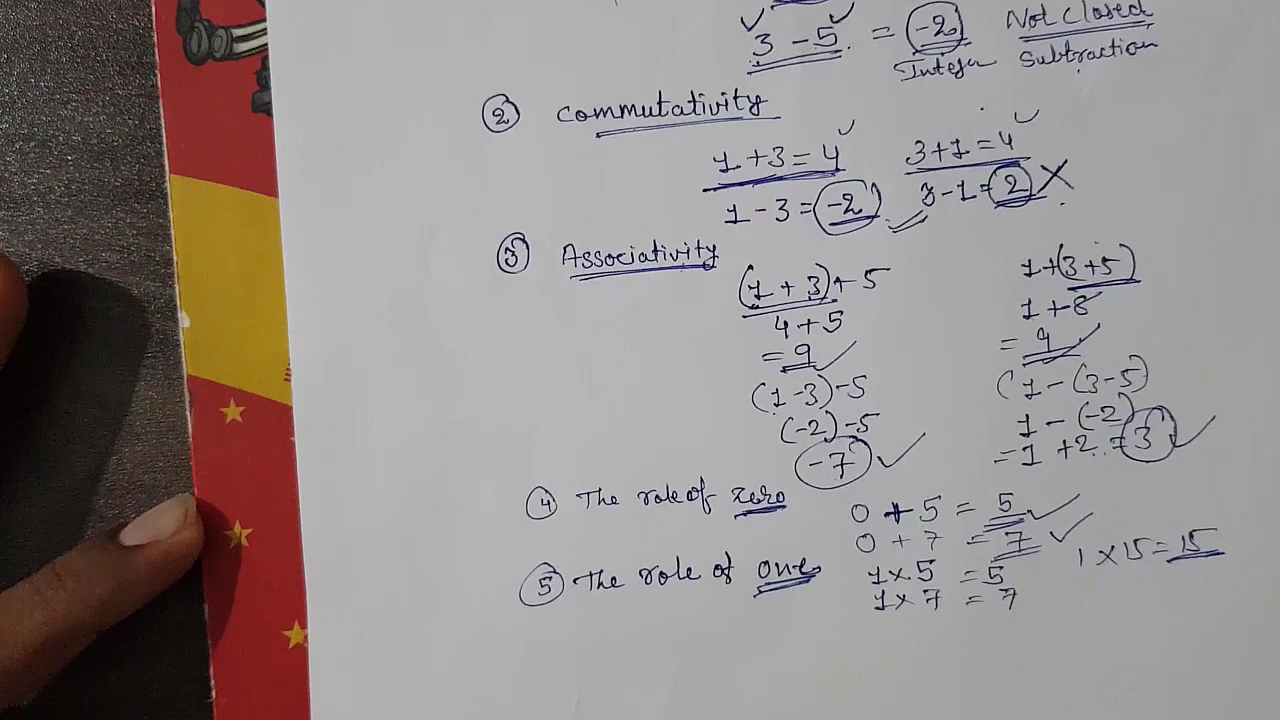 3 - 5 = -2 Not Closed
Integer Subtraction
② Commutativity
1 + 3 = 4 3 + 1 = 4
1 - 3 = -2 3 - 1 = 2
③ Associativity
(1 + 3) + 5 1 + (3 + 5)
4 + 5 1 + 8
= 9 = 9
(1 - 3) - 5 (1 - (3 - 5)
(-2) - 5 1 - (-2)
-7 = 1 + 2 = 3
④ The role of zero 0 + 5 = 5
0 + 7 = 7
⑤ The role of one 1 × 5 = 5 1 × 15 = 15
1 × 7 = 7